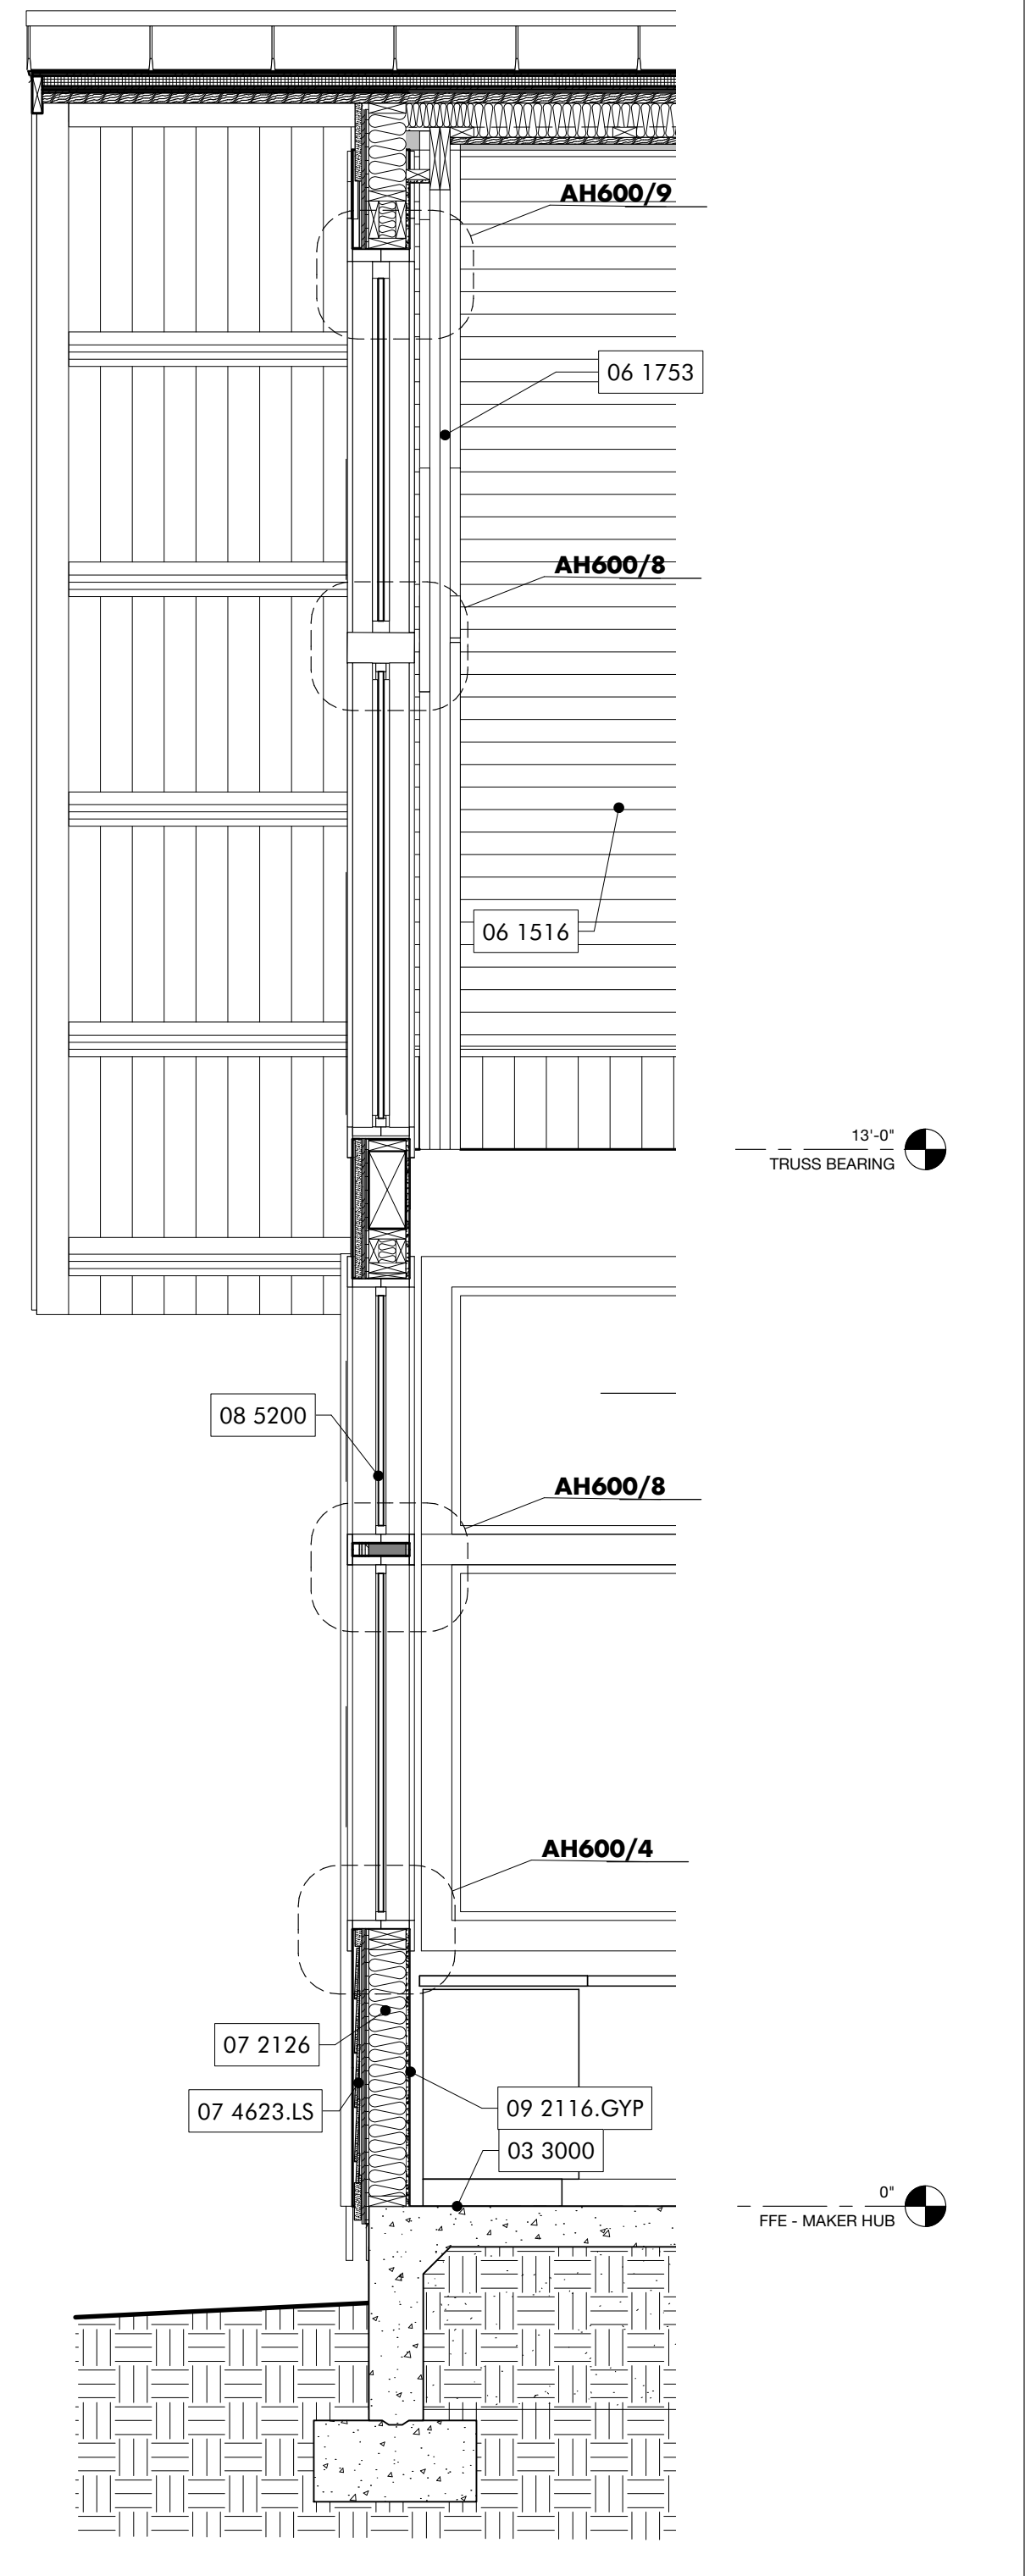 AH600/9
06 1753
AH600/8
06 1516
13'-0"
TRUSS BEARING
08 5200
AH600/8
AH600/4
07 2126
07 4623.LS
09 2116.GYP
03 3000
0"
FFE - MAKER HUB